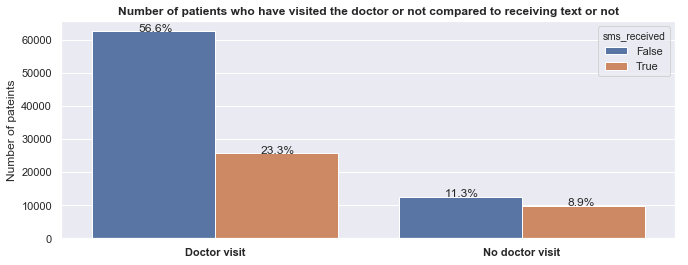 Number of patients who have visited the doctor or not compared to receiving text or not
Number of pateints
60000
50000
40000
30000
20000
10000
0
56.6%
23.3%
11.3%
8.9%
sms_received
False
True
Doctor visit
No doctor visit